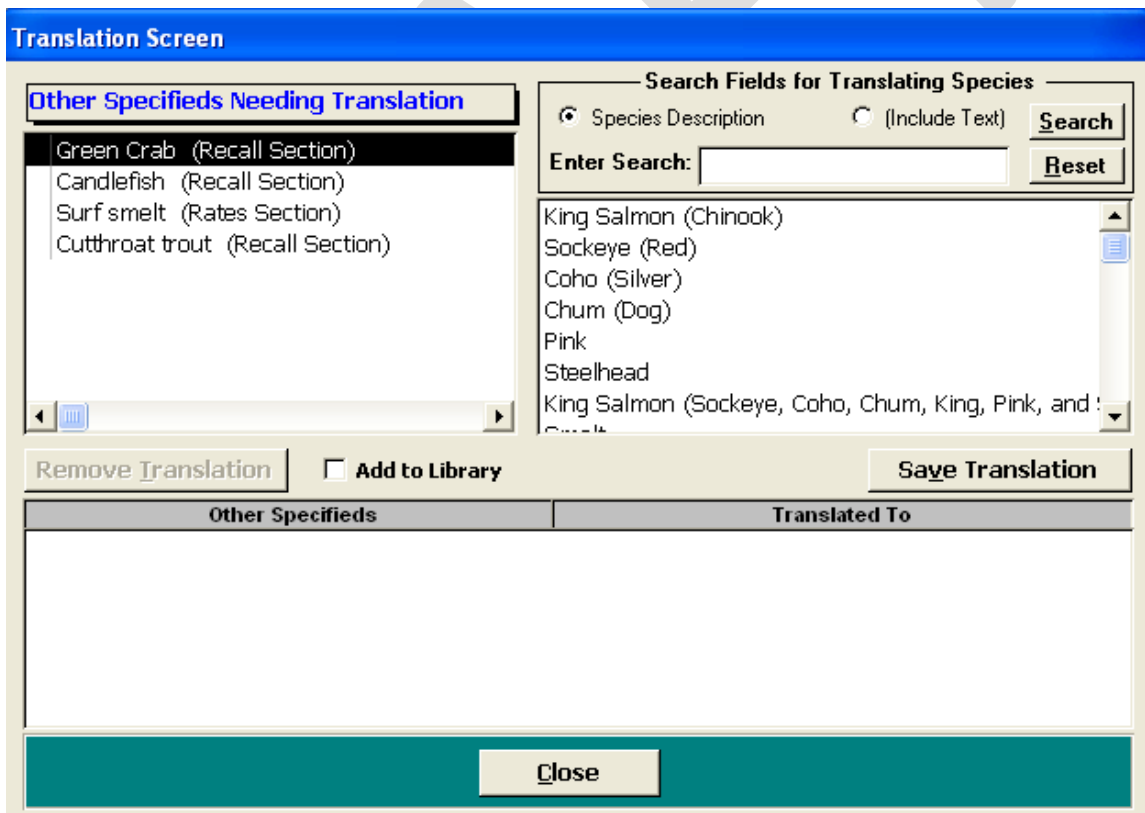 Translation Screen
Other Specifieds Needing Translation
Green Crab (Recall Section)
Candlefish (Recall Section)
Surf smelt (Rates Section)
Cutthroat trout (Recall Section)
Search Fields for Translating Species
Species Description (Include Text) Search
Enter Search: Reset
King Salmon (Chinook)
Sockeye (Red)
Coho (Silver)
Chum (Dog)
Pink
Steelhead
King Salmon (Sockeye, Coho, Chum, King, Pink, and
Smelt
Remove Translation Add to Library Save Translation
Other Specifieds Translated To
Close